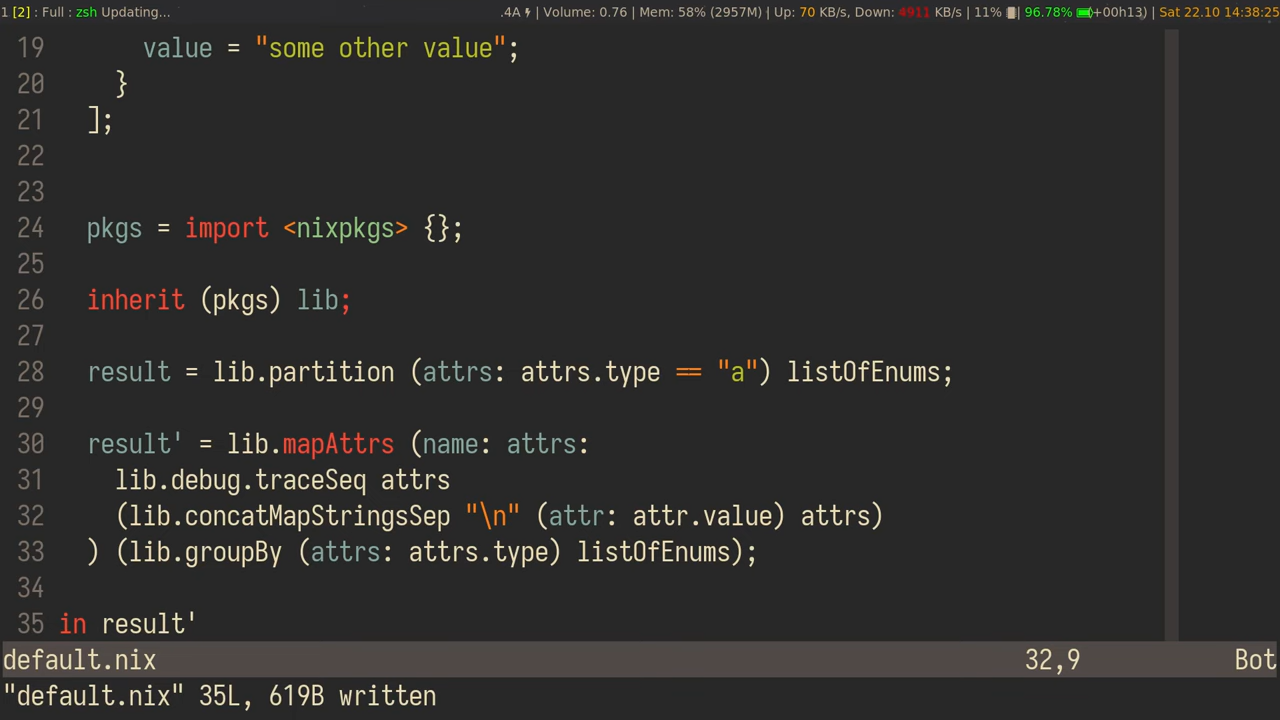 1 [2] : Full : zsh Updating... .4A | Volume: 0.76 | Mem: 58% (2957M) | Up: 70 KB/s, Down: 4911 KB/s | 11% | 96.78% +00h13 | Sat 22.10 14:38:25
19       value = "some other value";
20     }
21   ];
22
23
24   pkgs = import <nixpkgs> {};
25
26   inherit (pkgs) lib;
27
28   result = lib.partition (attrs: attrs.type == "a") listOfEnums;
29
30   result' = lib.mapAttrs (name: attrs:
31     lib.debug.traceSeq attrs
32     (lib.concatMapStringsSep "\n" (attr: attr.value) attrs)
33   ) (lib.groupBy (attrs: attrs.type) listOfEnums);
34
35 in result'
default.nix 32,9 Bot
"default.nix" 35L, 619B written